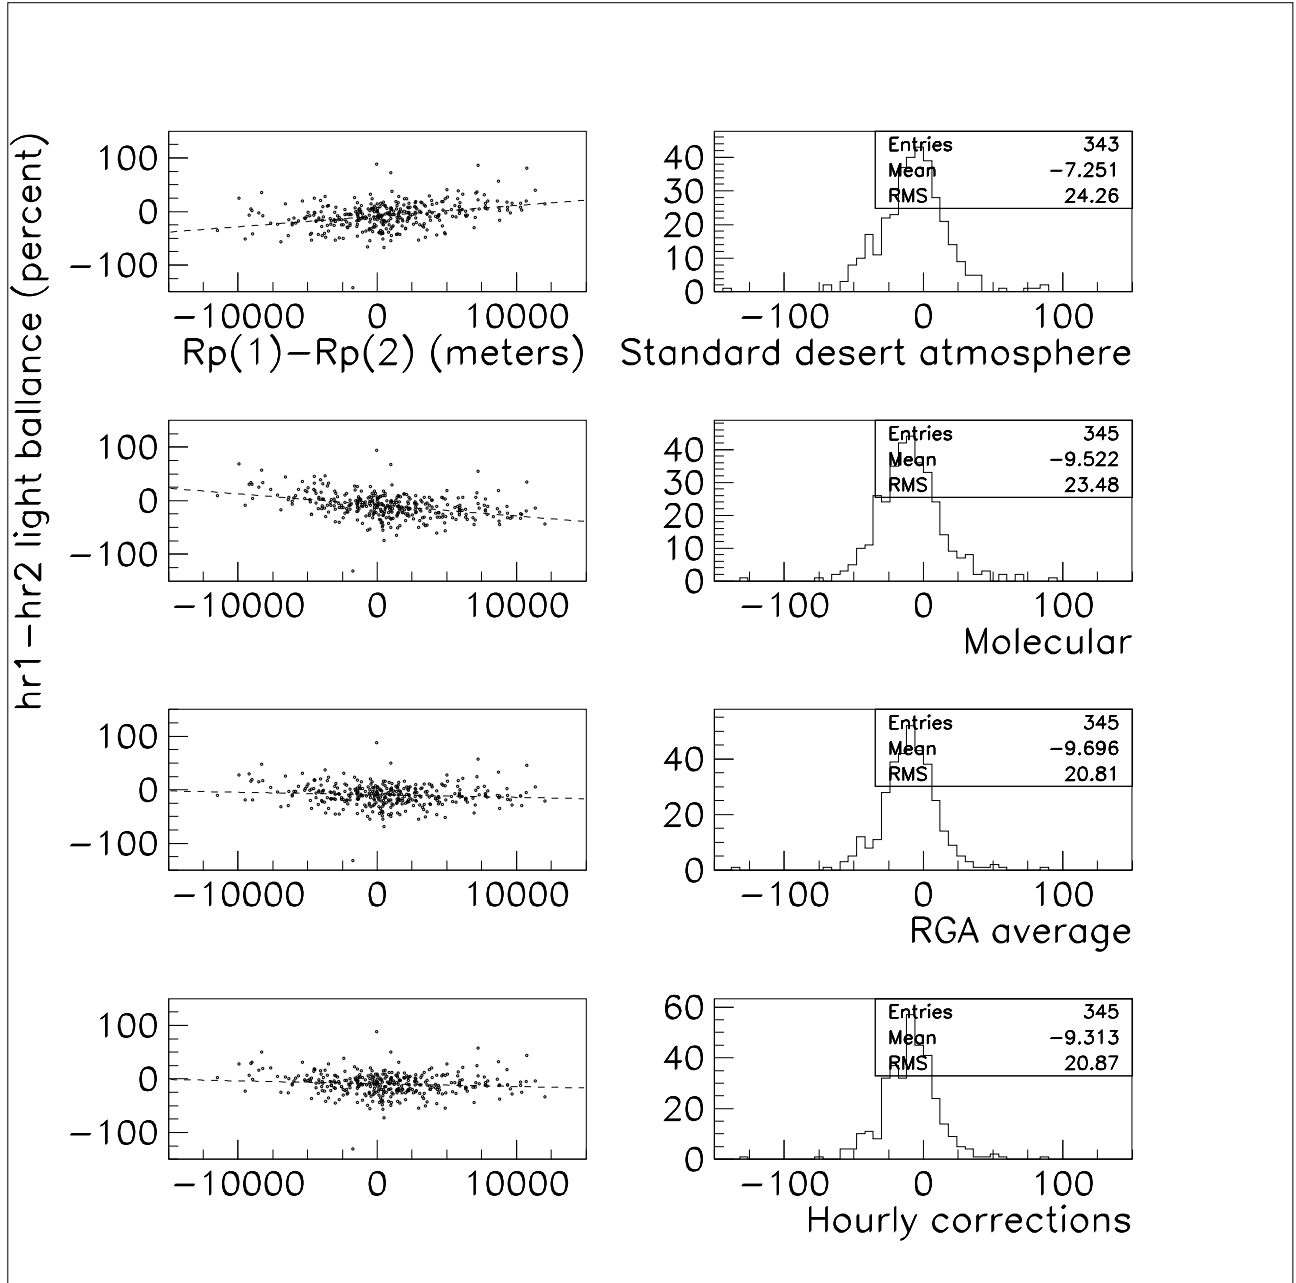 hr1−hr2 light ballance (percent)
100
0
−100
−10000 0 10000
Rp(1)−Rp(2) (meters)
40
30
20
10
0
Entries 343
Mean −7.251
RMS 24.26
−100 0 100
Standard desert atmosphere
100
0
−100
−10000 0 10000
40
30
20
10
0
Entries 345
Mean −9.522
RMS 23.48
−100 0 100
Molecular
100
0
−100
−10000 0 10000
40
20
0
Entries 345
Mean −9.696
RMS 20.81
−100 0 100
RGA average
100
0
−100
−10000 0 10000
60
40
20
0
Entries 345
Mean −9.313
RMS 20.87
−100 0 100
Hourly corrections